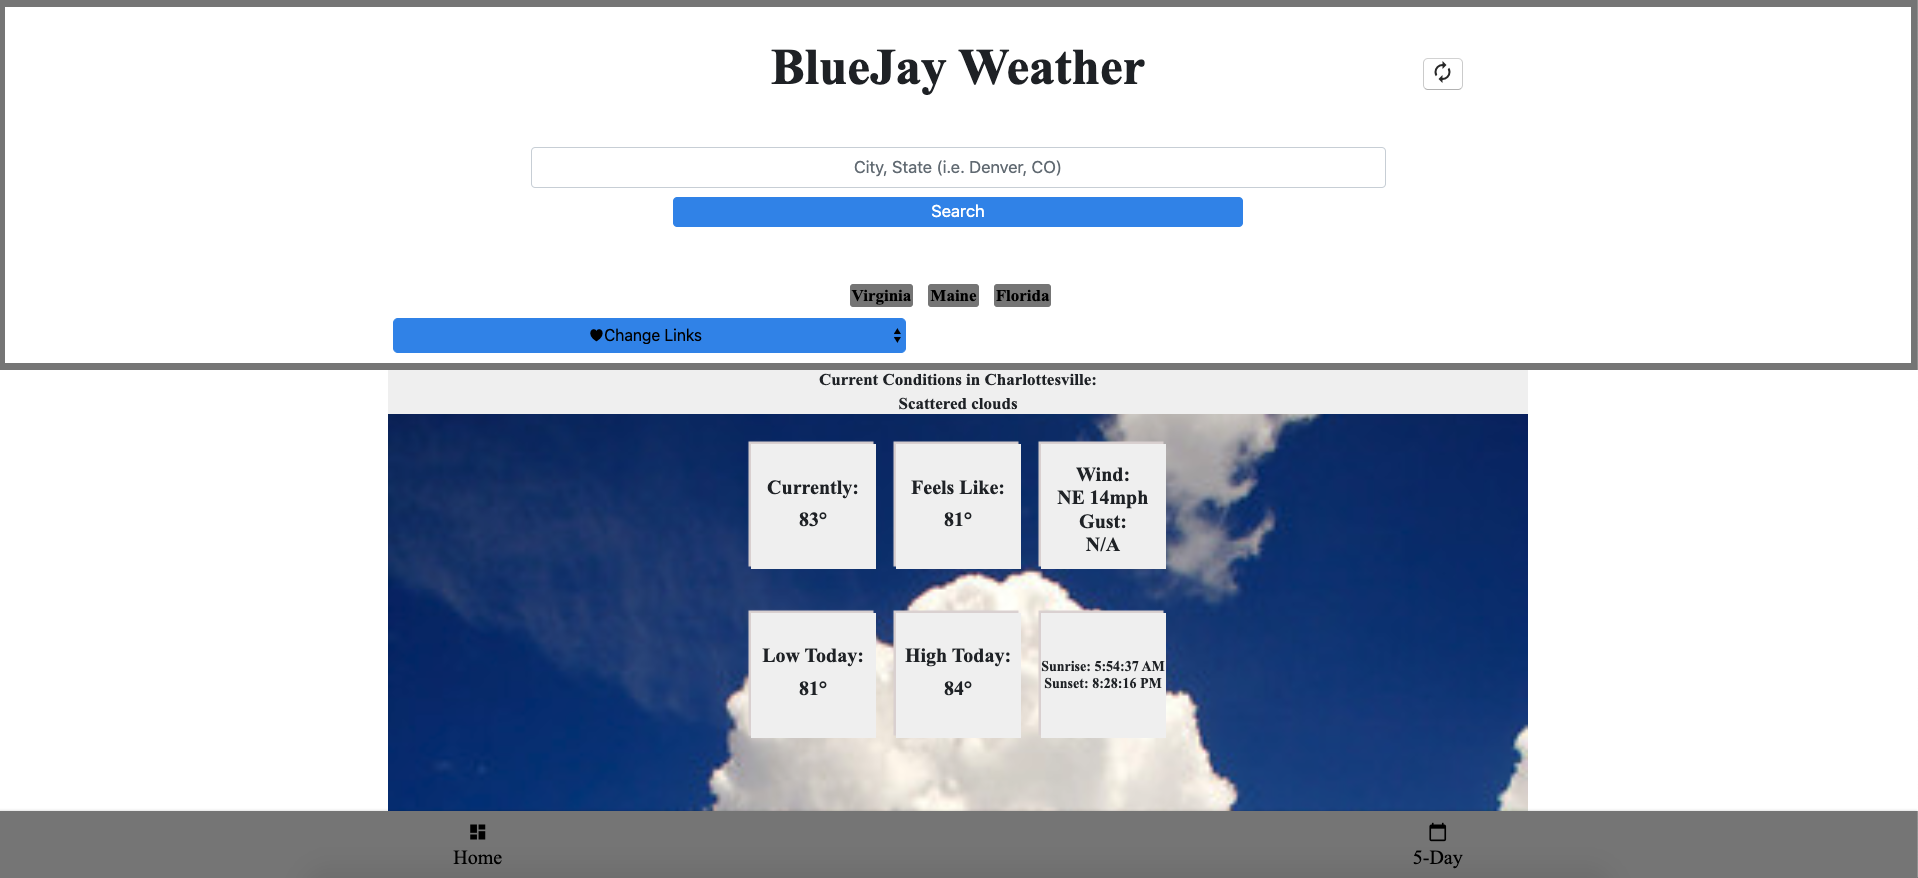 BlueJay Weather
City, State (i.e. Denver, CO)
Search
Virginia Maine Florida
Change Links
Current Conditions in Charlottesville:
Scattered clouds
Currently:
83°
Feels Like:
81°
Wind:
NE 14mph
Gust:
N/A
Low Today:
81°
High Today:
84°
Sunrise: 5:54:37 AM
Sunset: 8:28:16 PM
Home
5-Day